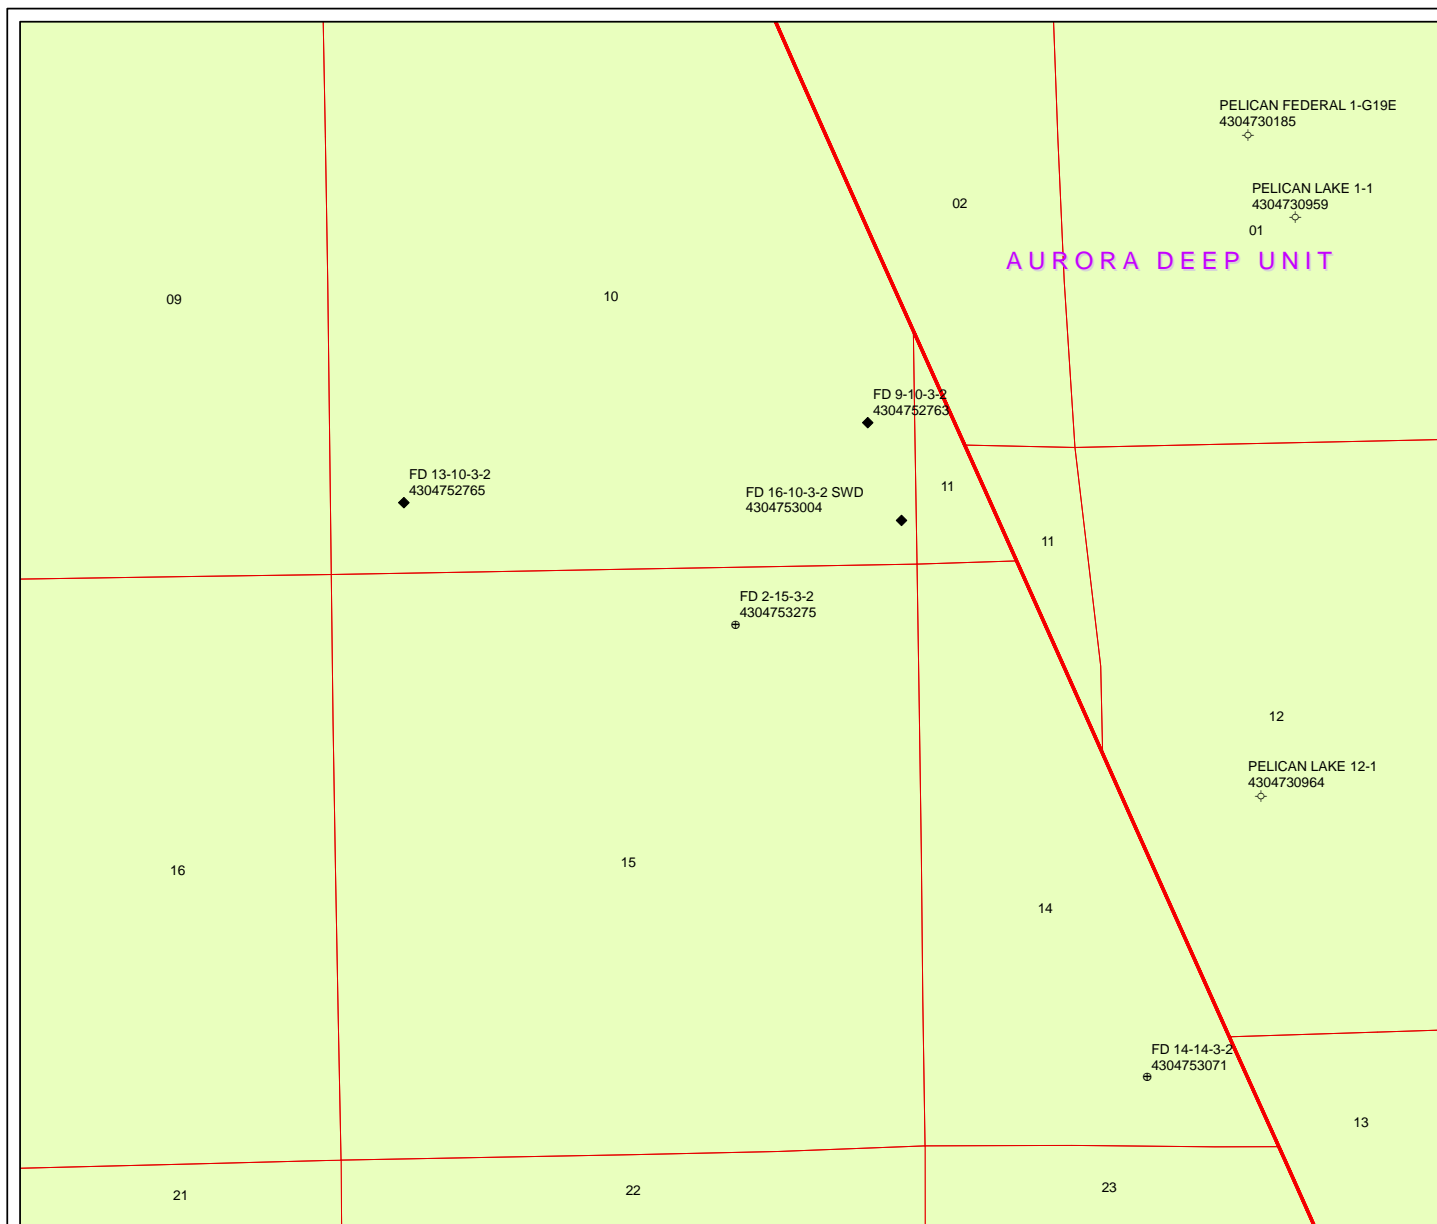 PELICAN FEDERAL 1-G19E
4304730185
PELICAN LAKE 1-1
4304730959
02
01
AURORA DEEP UNIT
09
10
FD 9-10-3-2
4304752763
FD 13-10-3-2
4304752765
FD 16-10-3-2 SWD
4304753004
11
11
FD 2-15-3-2
4304753275
12
PELICAN LAKE 12-1
4304730964
16
15
14
FD 14-14-3-2
4304753071
13
21
22
23